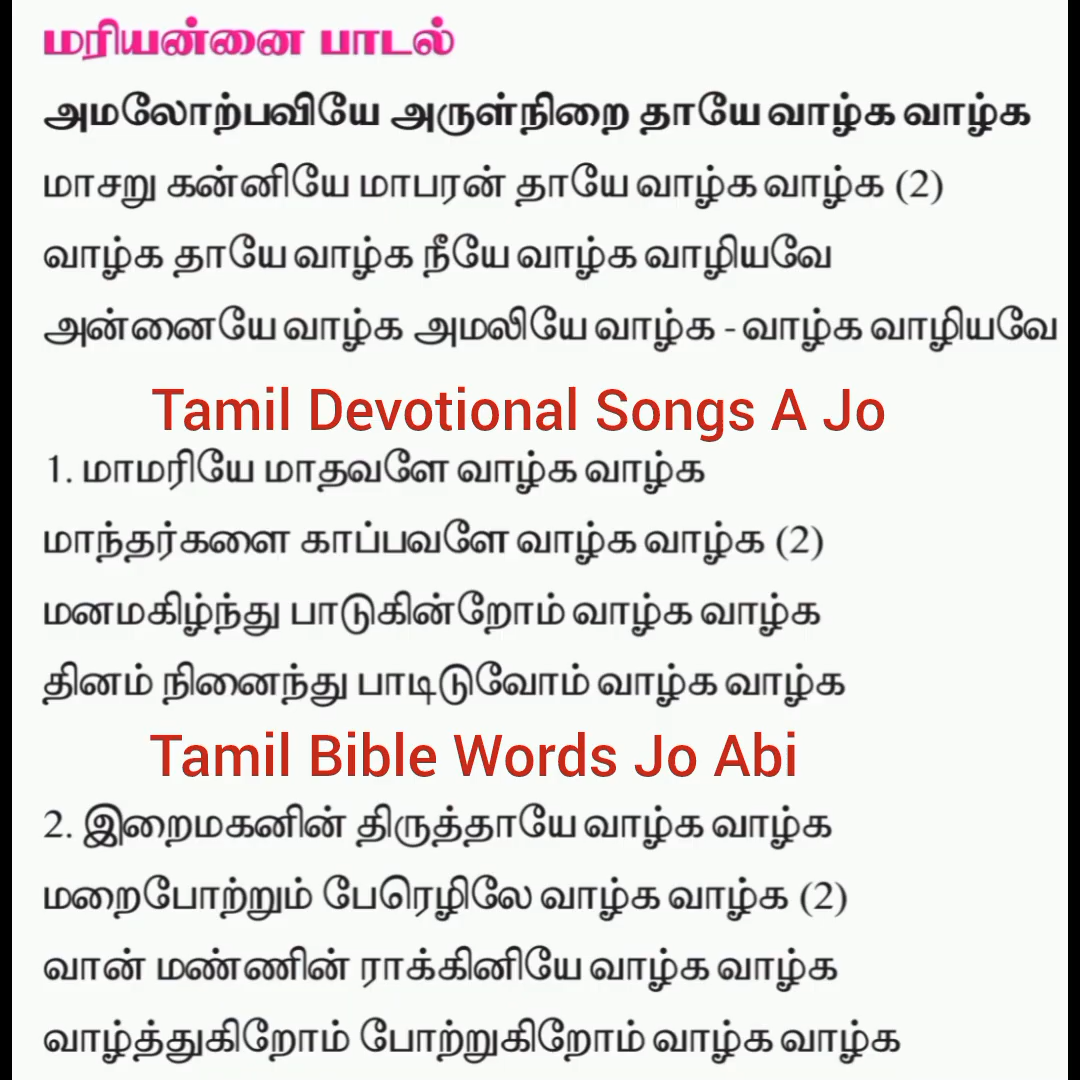 மரியன்னை பாடல்
அமலோற்பவியே அருள்நிறை தாயே வாழ்க வாழ்க
மாசறு கன்னியே மாபரன் தாயே வாழ்க வாழ்க (2)
வாழ்க தாயே வாழ்க நீயே வாழ்க வாழியவே
அன்னையே வாழ்க அமலியே வாழ்க - வாழ்க வாழியவே
Tamil Devotional Songs A Jo
1. மாமரியே மாதவளே வாழ்க வாழ்க
மாந்தர்களை காப்பவளே வாழ்க வாழ்க (2)
மனமகிழ்ந்து பாடுகின்றோம் வாழ்க வாழ்க
தினம் நினைந்து பாடிடுவோம் வாழ்க வாழ்க
Tamil Bible Words Jo Abi
2. இறைமகனின் திருத்தாயே வாழ்க வாழ்க
மறைபோற்றும் பேரெழிலே வாழ்க வாழ்க (2)
வான் மண்ணின் ராக்கினியே வாழ்க வாழ்க
வாழ்த்துகிறோம் போற்றுகிறோம் வாழ்க வாழ்க